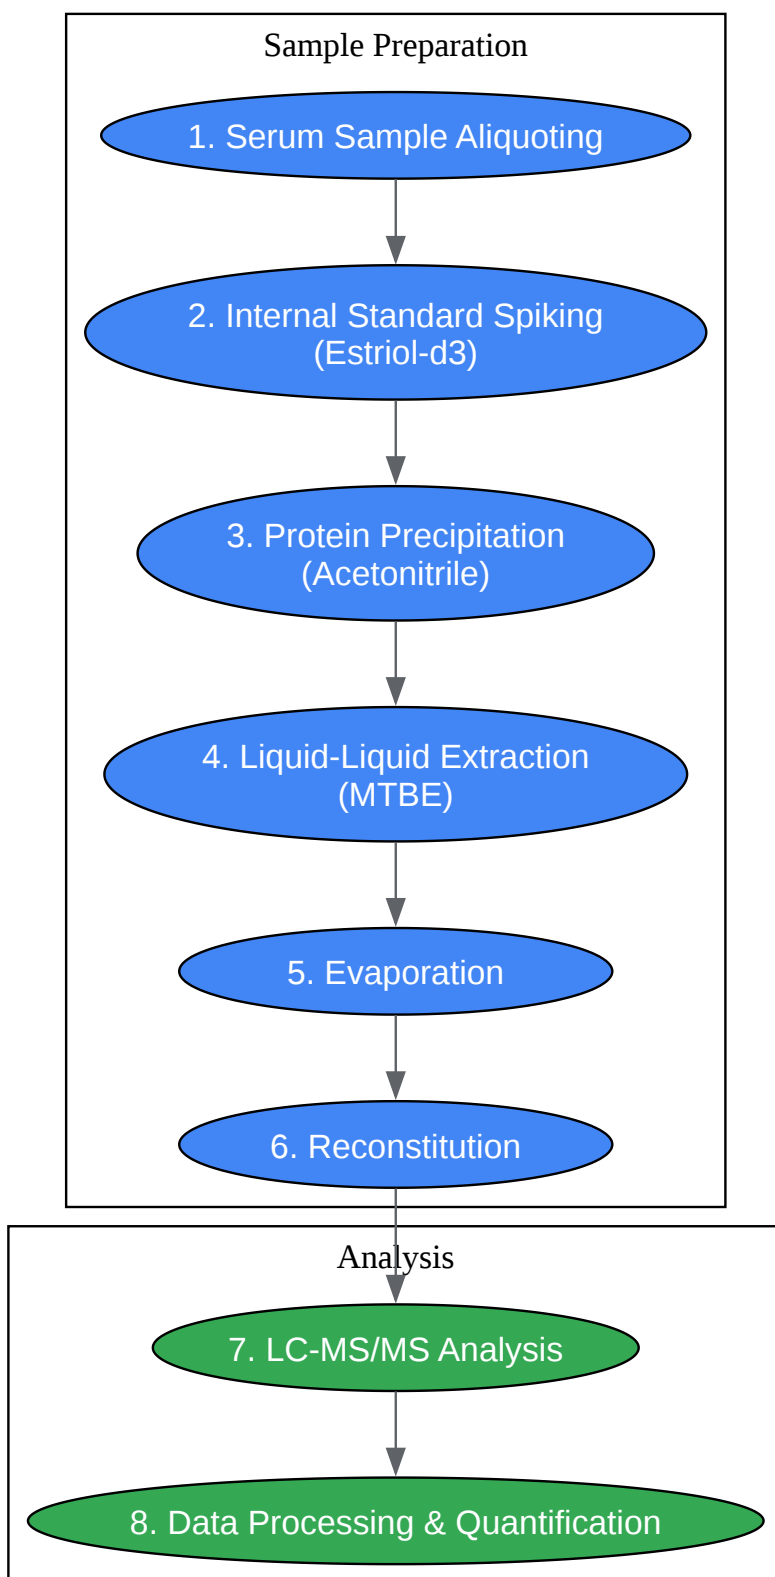 Sample Preparation
1. Serum Sample Aliquoting
2. Internal Standard Spiking
(Estriol-d3)
3. Protein Precipitation
(Acetonitrile)
4. Liquid-Liquid Extraction
(MTBE)
5. Evaporation
6. Reconstitution
Analysis
7. LC-MS/MS Analysis
8. Data Processing & Quantification